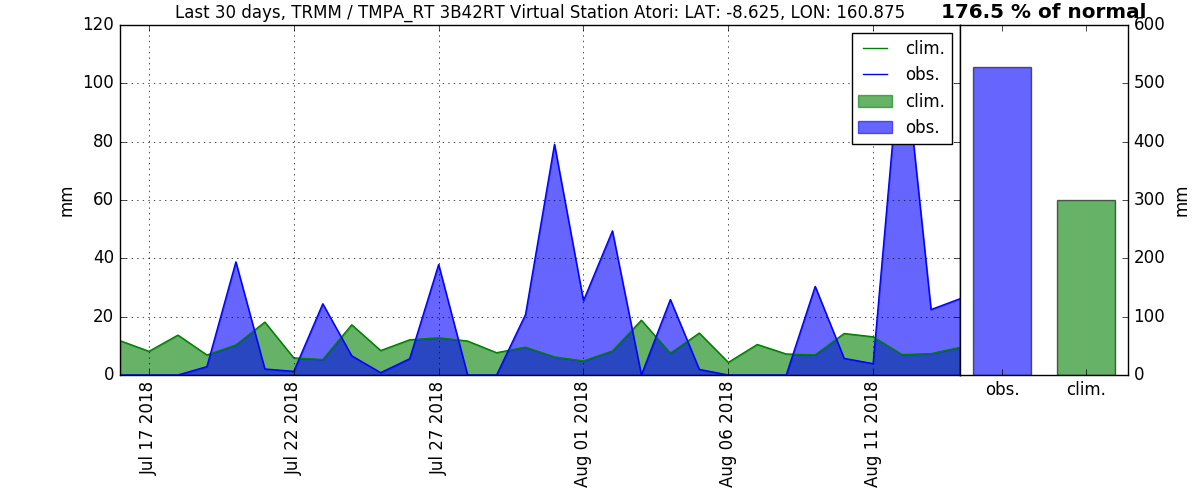 Last 30 days, TRMM / TMPA_RT 3B42RT Virtual Station Atori: LAT: -8.625, LON: 160.875
176.5 % of normal
120
100
80
60
40
20
0
mm
clim.
obs.
clim.
obs.
600
500
400
300
200
100
0
mm
Jul 17 2018
Jul 22 2018
Jul 27 2018
Aug 01 2018
Aug 06 2018
Aug 11 2018
obs.
clim.